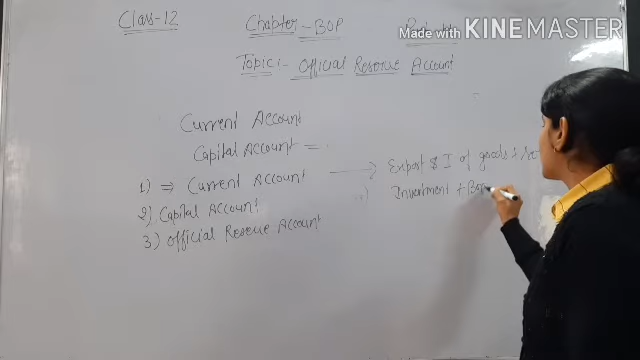 Class-12
Chapter - BOP
Made with KINEMASTER
Topic:- Official Reserve Account
Current Account
Capital Account =
1) ⇒ Current Account → Export & I of goods +
2) Capital Account Investment + Bor
3) Official Reserve Account